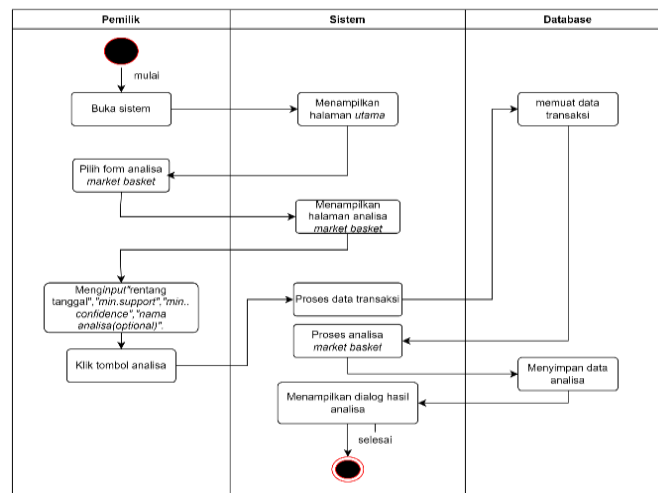 Pemilik
Sistem
Database
mulai
Buka sistem
Menampilkan
halaman utama
memuat data
transaksi
Pilih form analisa
market basket
Menampilkan
halaman analisa
market basket
Menginput"rentang
tanggal","min.support","min..
confidence","nama
analisa(optional)".
Proses data transaksi
Proses analisa
market basket
Klik tombol analisa
Menyimpan data
analisa
Menampilkan dialog hasil
analisa
selesai